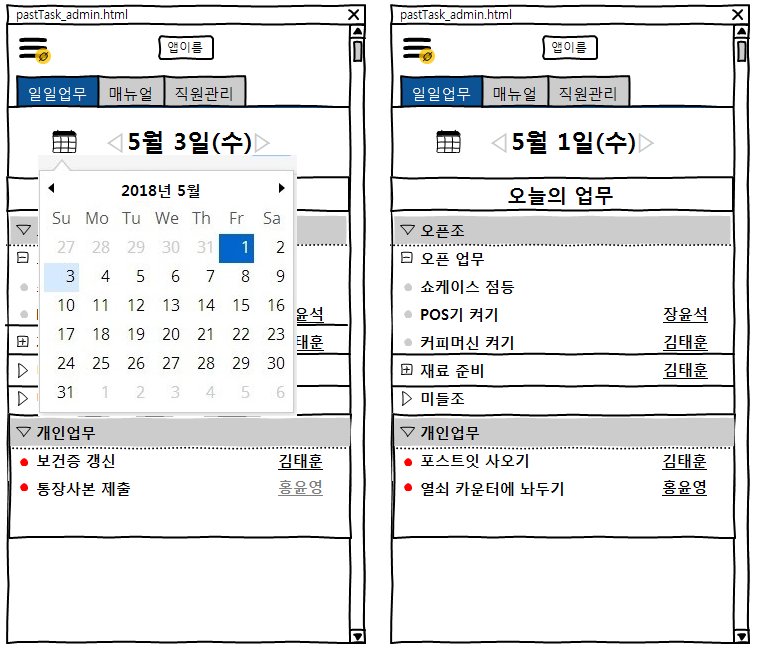 pastTask_admin.html
앱이름
일일업무 매뉴얼 직원관리
5월 3일(수)
2018년 5월
Su Mo Tu We Th Fr Sa
27 28 29 30 31 1 2
3 4 5 6 7 8 9
10 11 12 13 14 15 16
17 18 19 20 21 22 23
24 25 26 27 28 29 30
31 1 2 3 4 5 6
윤석
태훈
개인업무
보건증 갱신 김태훈
통장사본 제출 홍윤영
pastTask_admin.html
앱이름
일일업무 매뉴얼 직원관리
5월 1일(수)
오늘의 업무
오픈조
오픈 업무
쇼케이스 점등
POS기 켜기 장윤석
커피머신 켜기 김태훈
재료 준비 김태훈
미들조
개인업무
포스트잇 사오기 김태훈
열쇠 카운터에 놔두기 홍윤영